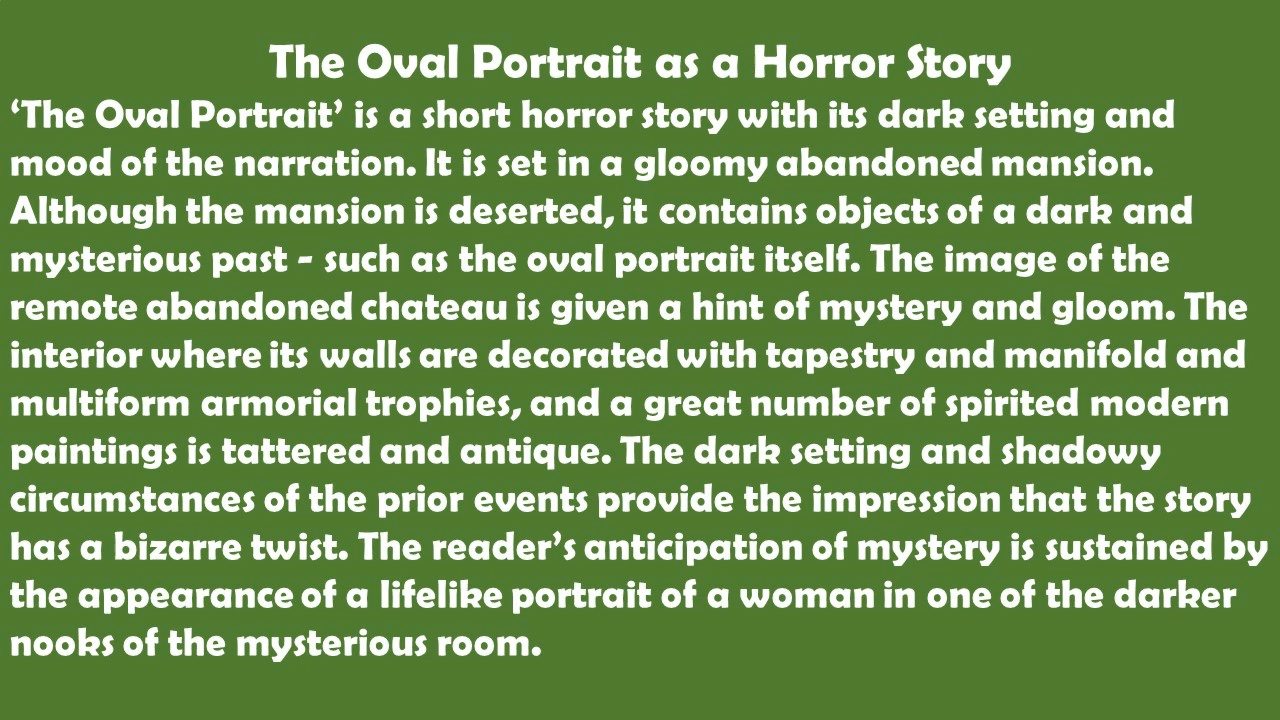 The Oval Portrait as a Horror Story
‘The Oval Portrait’ is a short horror story with its dark setting and
mood of the narration. It is set in a gloomy abandoned mansion.
Although the mansion is deserted, it contains objects of a dark and
mysterious past - such as the oval portrait itself. The image of the
remote abandoned chateau is given a hint of mystery and gloom. The
interior where its walls are decorated with tapestry and manifold and
multiform armorial trophies, and a great number of spirited modern
paintings is tattered and antique. The dark setting and shadowy
circumstances of the prior events provide the impression that the story
has a bizarre twist. The reader’s anticipation of mystery is sustained by
the appearance of a lifelike portrait of a woman in one of the darker
nooks of the mysterious room.